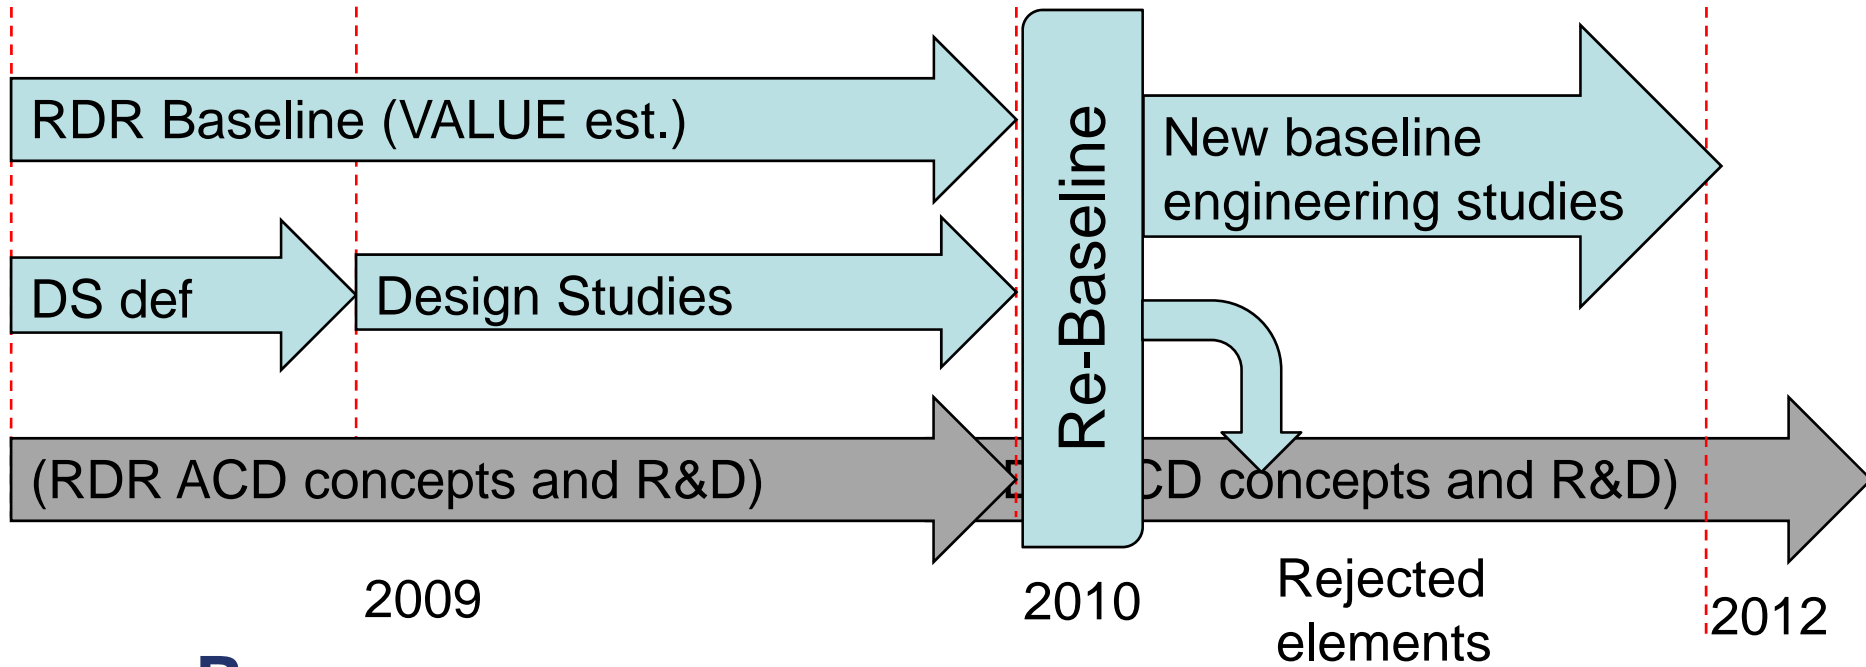 RDR Baseline (VALUE est.)
New baseline
engineering studies
Re-Baseline
DS def
Design Studies
(RDR ACD concepts and R&D)
CD concepts and R&D)
2009
2010
Rejected
elements
2012